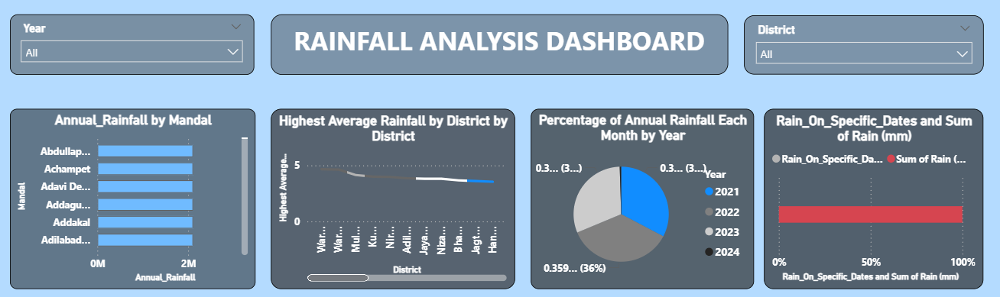 Year
All
RAINFALL ANALYSIS DASHBOARD
District
All
Annual_Rainfall by Mandal
Mandal
Abdullap...
Achampet
Adavi De...
Addagu...
Addakal
Adilabad...
0M 2M
Annual_Rainfall
Highest Average Rainfall by District by
District
Highest Average...
5
0
War... War... Mul... Ku... Nir... Adil... Jaya... Niza... Bha... Jagt... Han...
District
Percentage of Annual Rainfall Each
Month by Year
0.3... (3...) 0.3... (3...)
0.359... (36%)
Year
2021
2022
2023
2024
Rain_On_Specific_Dates and Sum
of Rain (mm)
Rain_On_Specific_Da... Sum of Rain (...
0% 50% 100%
Rain_On_Specific_Dates and Sum of Rain (mm)